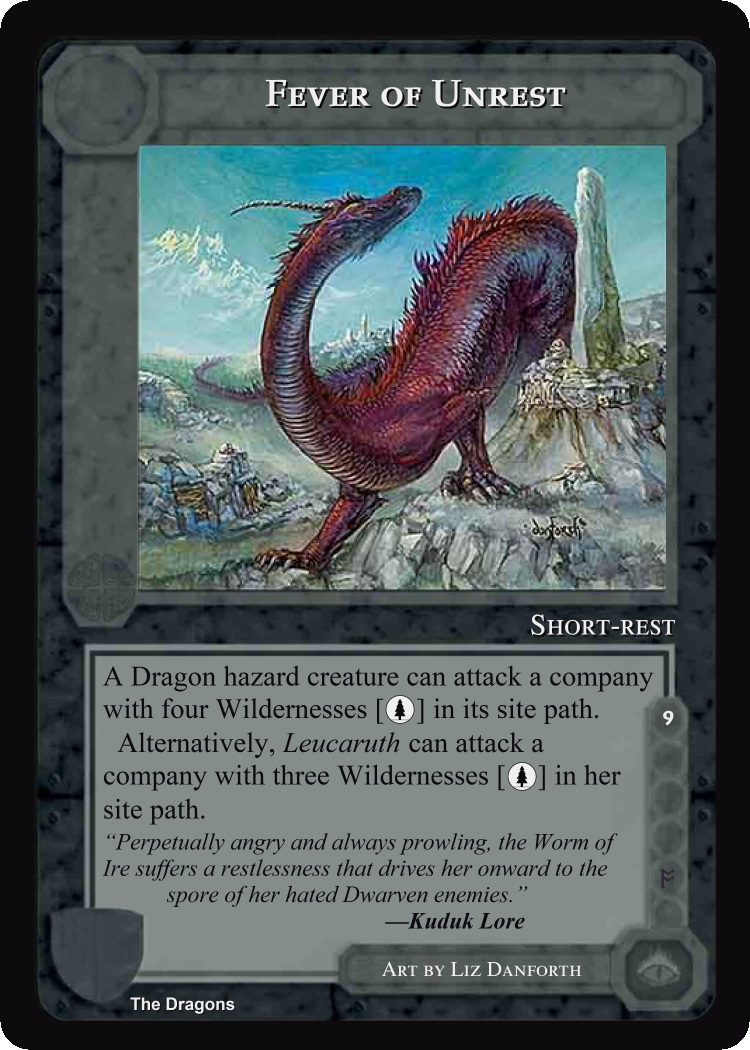 Fever of Unrest
danforth
Short-rest
A Dragon hazard creature can attack a company
with four Wildernesses [ ] in its site path.
Alternatively, Leucaruth can attack a
company with three Wildernesses [ ] in her
site path.
9
“Perpetually angry and always prowling, the Worm of
Ire suffers a restlessness that drives her onward to the
spore of her hated Dwarven enemies.”
—Kuduk Lore
Art by Liz Danforth
The Dragons